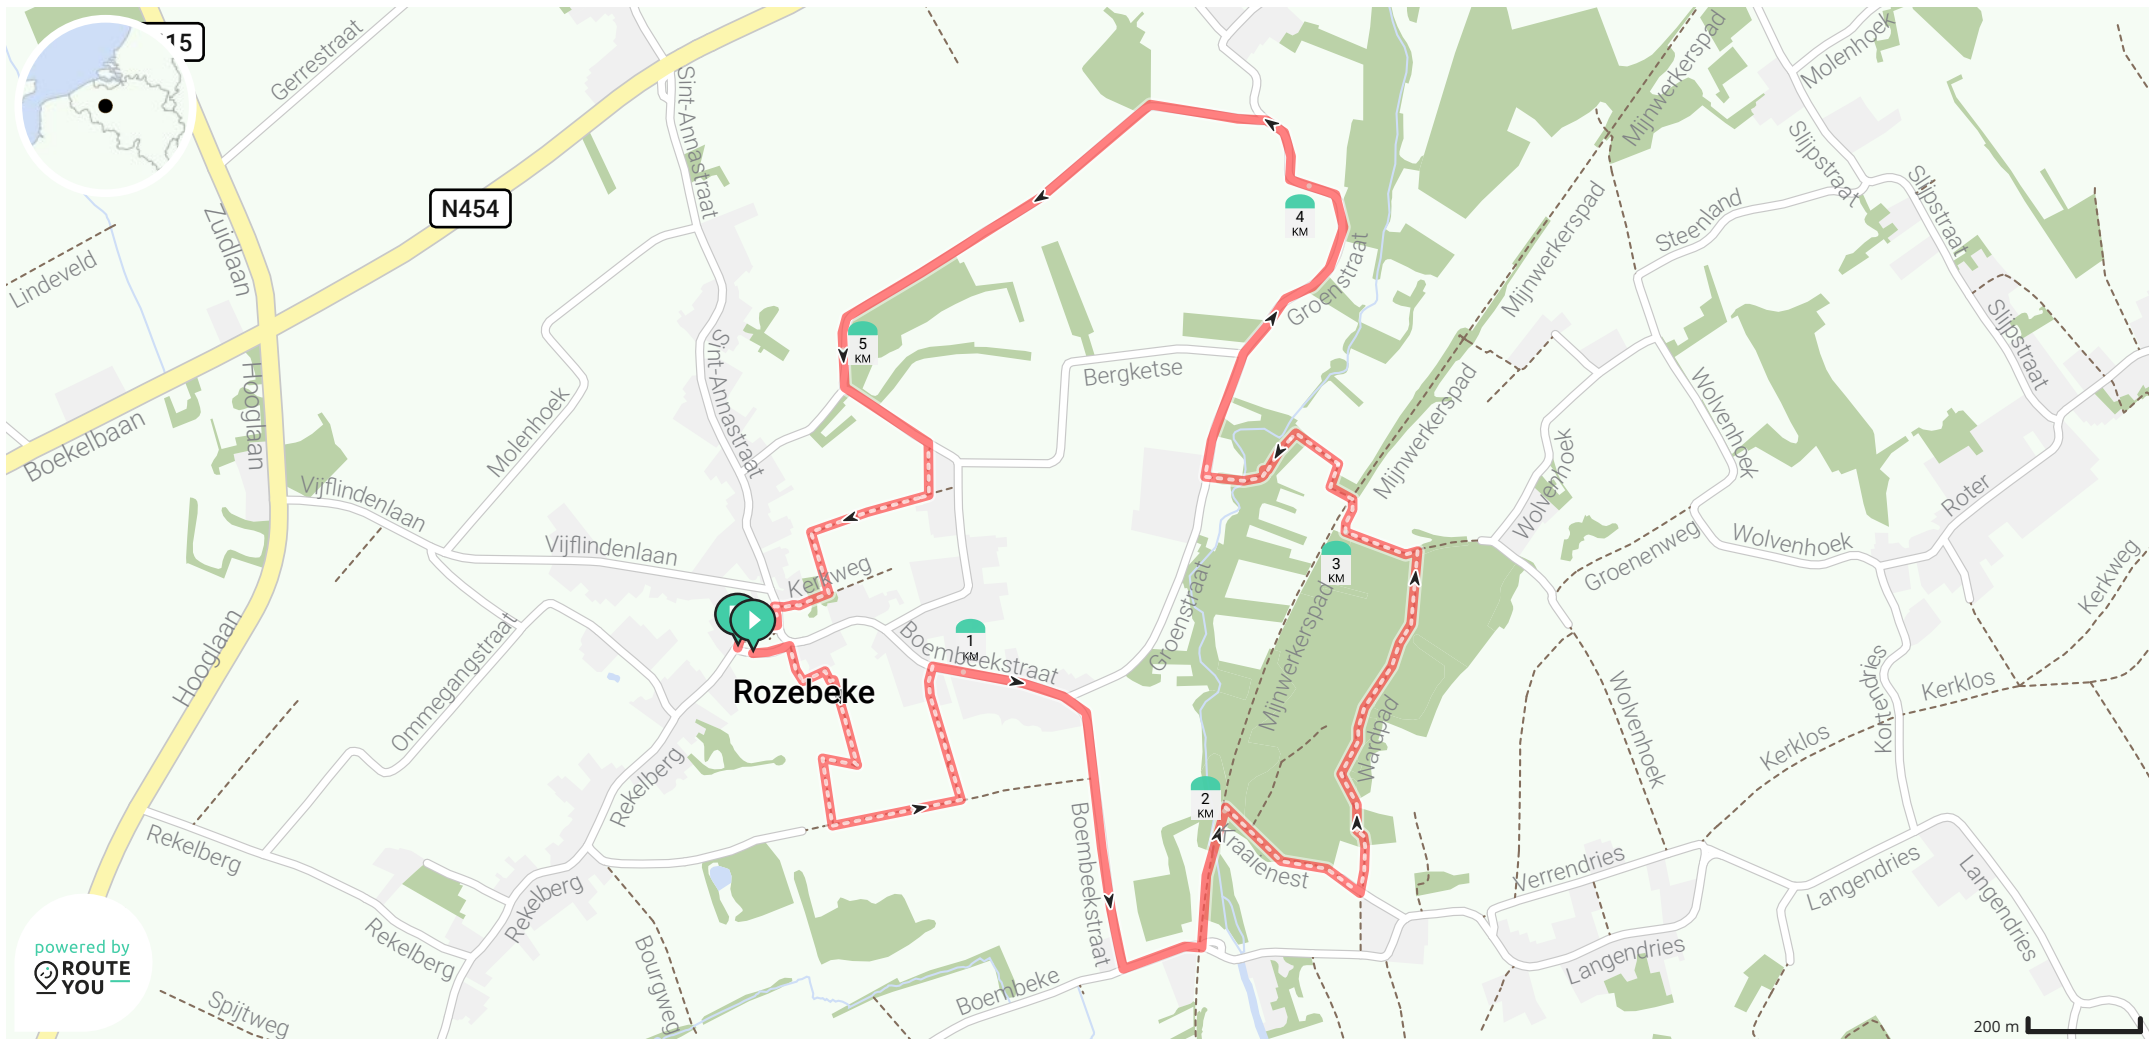 15
Gerrestraat
Sint-Annastraat
Mijnwerkerspad
Molenhoek
Slijpstraat
Slijpstraat
N454
Zuidlaan
Lindeveld
4
KM
Steenland
Mijnwerkerspad
Groenstraat
Slijpstraat
5
KM
Sint-Annastraat
Bergketse
Hooglaan
Molenhoek
Mijnwerkerspad
Wolvenhoek
Boekelbaan
Vijflindenlaan
Wolvenhoek
Roter
Vijflindenlaan
Kerkweg
3
KM
Groenenweg
Wolvenhoek
Kerkweg
Hooglaan
Ommegangstraat
1
KM
Boembeekstraat
Groenstraat
Mijnwerkerspad
Rozebeke
Wardpad
Wolvenhoek
Kortendries
Kerklos
Kerklos
Rekelberg
2
KM
Boembeekstraat
Kraaienest
Rekelberg
Verrendries
Langendries
Langendries
Rekelberg
Rekelberg
Bourgweg
Boembeke
Langendries
powered by
ROUTE
YOU
Spijtweg
200 m